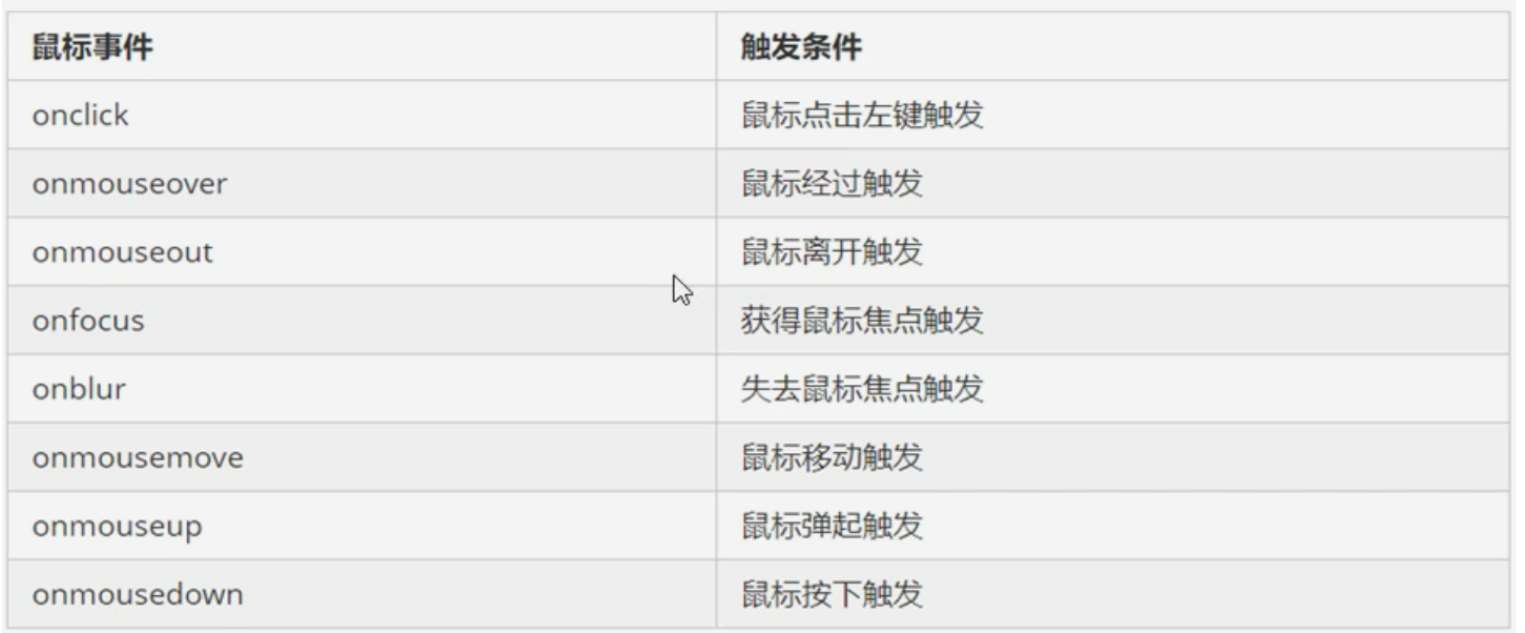 鼠标事件 触发条件
onclick 鼠标点击左键触发
onmouseover 鼠标经过触发
onmouseout 鼠标离开触发
onfocus 获得鼠标焦点触发
onblur 失去鼠标焦点触发
onmousemove 鼠标移动触发
onmouseup 鼠标弹起触发
onmousedown 鼠标按下触发